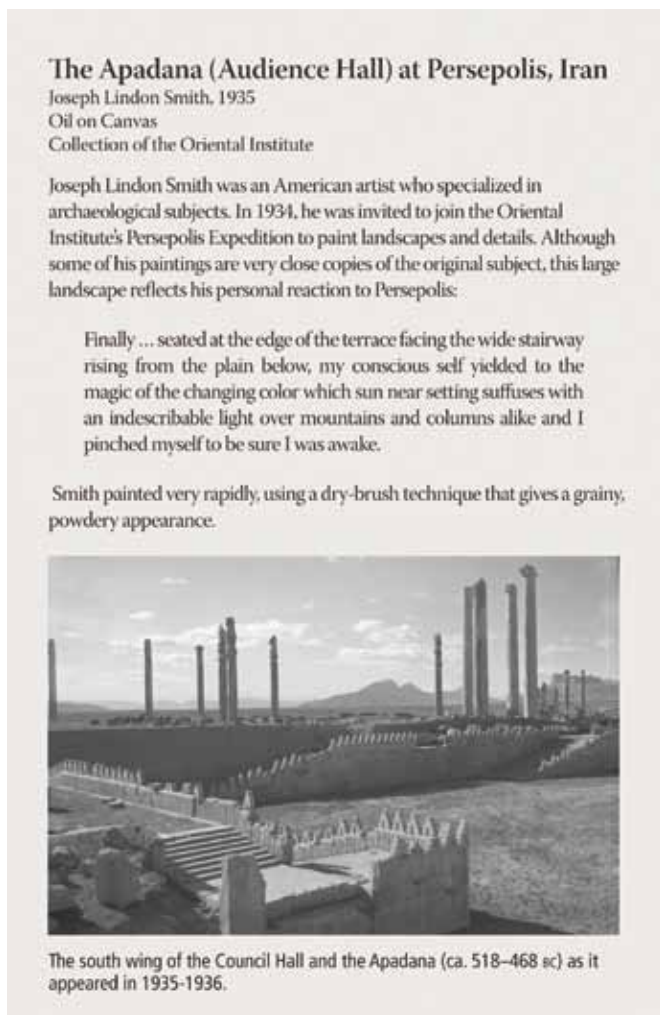 The Apadana (Audience Hall) at Persepolis, Iran
Joseph Lindon Smith, 1935
Oil on Canvas
Collection of the Oriental Institute
Joseph Lindon Smith was an American artist who specialized in
archaeological subjects. In 1934, he was invited to join the Oriental
Institute's Persepolis Expedition to paint landscapes and details. Although
some of his paintings are very close copies of the original subject, this large
landscape reflects his personal reaction to Persepolis:
Finally ... seated at the edge of the terrace facing the wide stairway
rising from the plain below, my conscious self yielded to the
magic of the changing color which sun near setting suffuses with
an indescribable light over mountains and columns alike and I
pinched myself to be sure I was awake.
Smith painted very rapidly, using a dry-brush technique that gives a grainy,
powdery appearance.
The south wing of the Council Hall and the Apadana (ca. 518–468 BC) as it
appeared in 1935-1936.